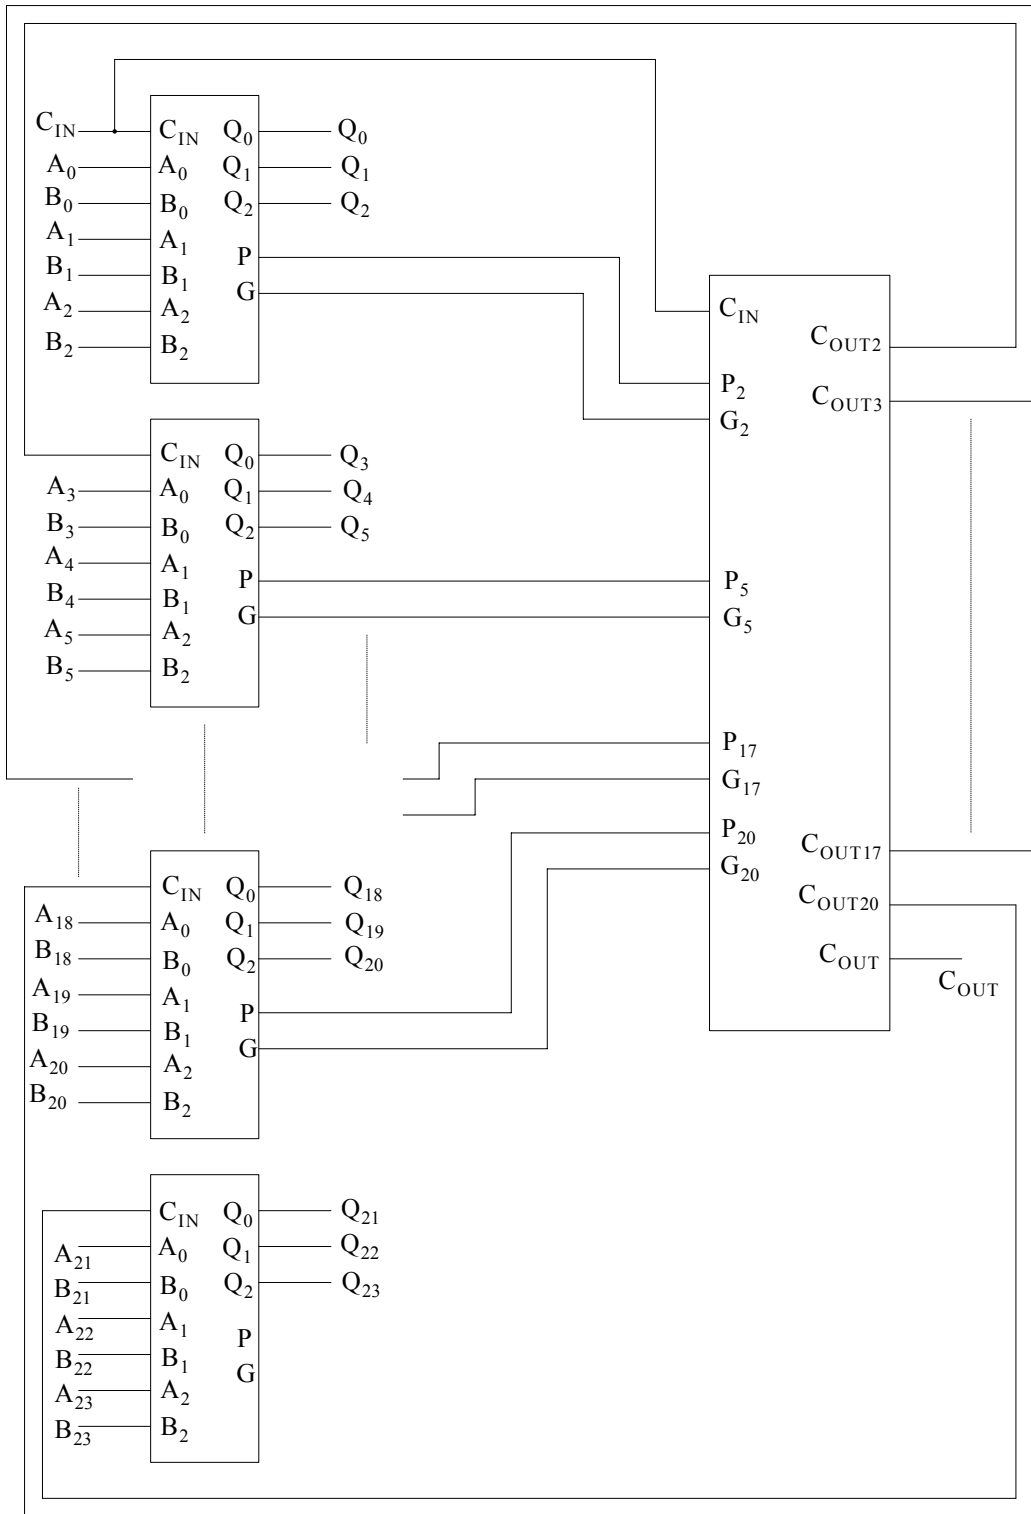 C_IN C_IN Q_0 Q_0
A_0 A_0 Q_1 Q_1
B_0 B_0 Q_2 Q_2
A_1 A_1
B_1 B_1 P
A_2 A_2 G
B_2 B_2
C_IN Q_0 Q_3
A_3 A_0 Q_1 Q_4
B_3 B_0 Q_2 Q_5
A_4 A_1
B_4 B_1 P
A_5 A_2 G
B_5 B_2
C_IN Q_0 Q_18
A_18 A_0 Q_1 Q_19
B_18 B_0 Q_2 Q_20
A_19 A_1
B_19 B_1 P
A_20 A_2 G
B_20 B_2
C_IN Q_0 Q_21
A_21 A_0 Q_1 Q_22
B_21 B_0 Q_2 Q_23
A_22 A_1
B_22 B_1 P
A_23 A_2 G
B_23 B_2
C_IN
C_OUT2
P_2
C_OUT3
G_2
P_5
G_5
P_17
G_17
P_20
C_OUT17
G_20
C_OUT20
C_OUT
C_OUT